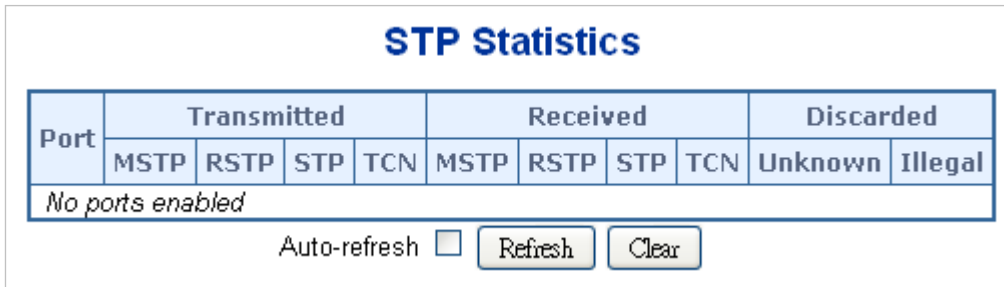 STP Statistics
Port Transmitted Received Discarded
MSTP RSTP STP TCN MSTP RSTP STP TCN Unknown Illegal
No ports enabled
Auto-refresh Refresh Clear